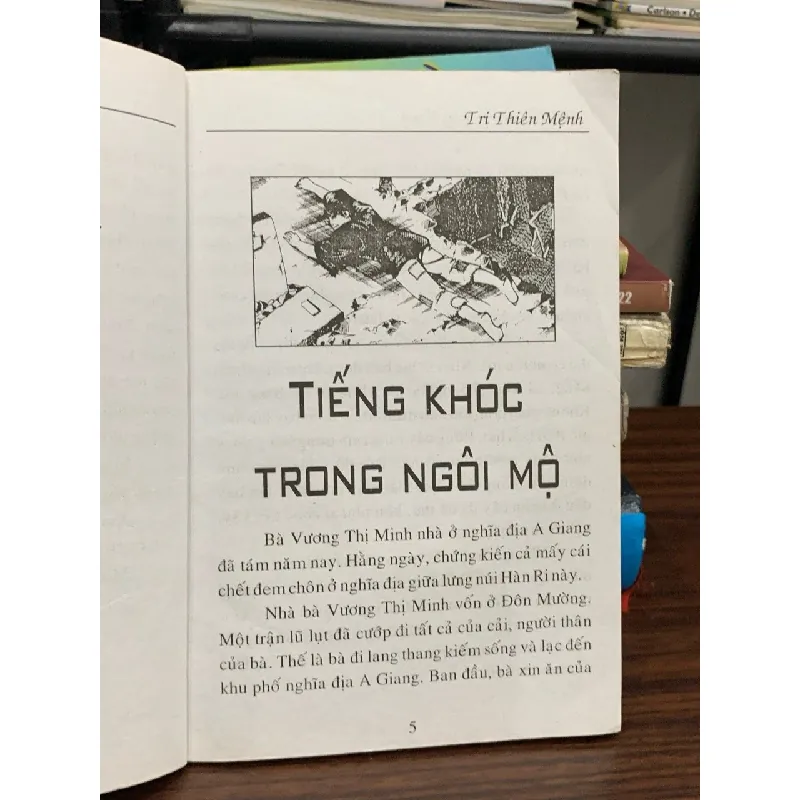 Tri Thiên Mệnh
TIẾNG KHÓC
TRONG NGÔI MỘ
Bà Vương Thị Minh nhà ở nghĩa địa A Giang
đã tám năm nay. Hằng ngày, chứng kiến cả mấy cái
chết đem chôn ở nghĩa địa giữa lưng núi Hàn Ri này.
Nhà bà Vương Thị Minh vốn ở Đôn Mường.
Một trận lũ lụt đã cướp đi tất cả của cải, người thân
của bà. Thế là bà đi lang thang kiếm sống và lạc đến
khu phố nghĩa địa A Giang. Ban đầu, bà xin ăn của
5
22